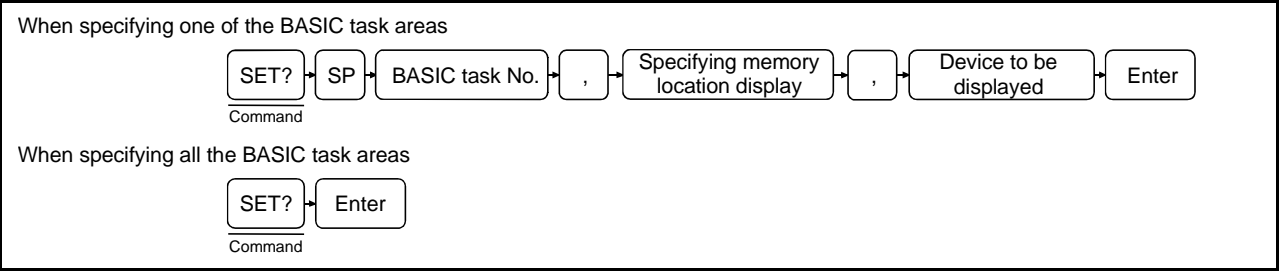 When specifying one of the BASIC task areas
SET? SP BASIC task No. , Specifying memory location display , Device to be displayed Enter
Command
When specifying all the BASIC task areas
SET? Enter
Command